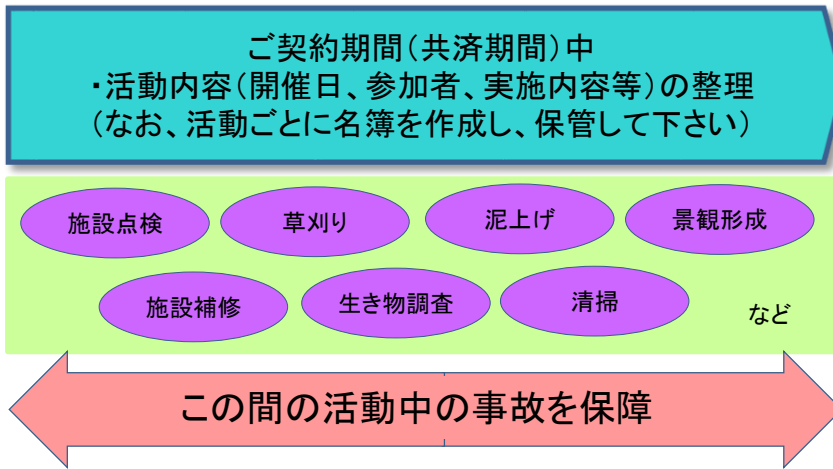 ご契約期間(共済期間)中
・活動内容(開催日、参加者、実施内容等)の整理
(なお、活動ごとに名簿を作成し、保管して下さい)
施設点検
草刈り
泥上げ
景観形成
施設補修
生き物調査
清掃
など
この間の活動中の事故を保障